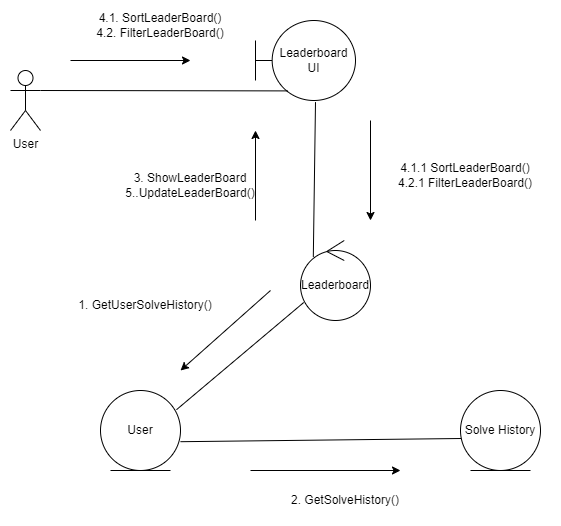 4.1. SortLeaderBoard()
4.2. FilterLeaderBoard()
Leaderboard
UI
User
3. ShowLeaderBoard
5..UpdateLeaderBoard()
4.1.1 SortLeaderBoard()
4.2.1 FilterLeaderBoard()
Leaderboard
1. GetUserSolveHistory()
User
Solve History
2. GetSolveHistory()